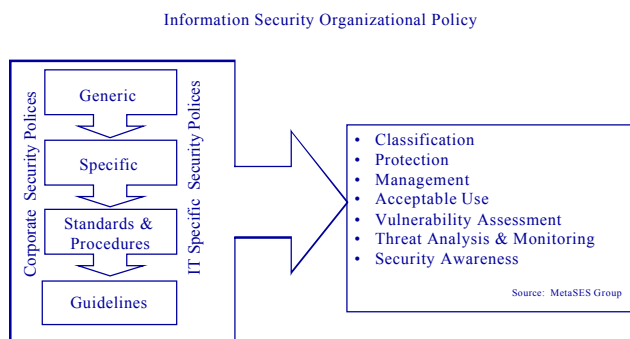 Information Security Organizational Policy
Corporate Security Polices
Generic
Specific
Standards &
Procedures
Guidelines
IT Specific Security Polices
• Classification
• Protection
• Management
• Acceptable Use
• Vulnerability Assessment
• Threat Analysis & Monitoring
• Security Awareness
Source: MetaSES Group